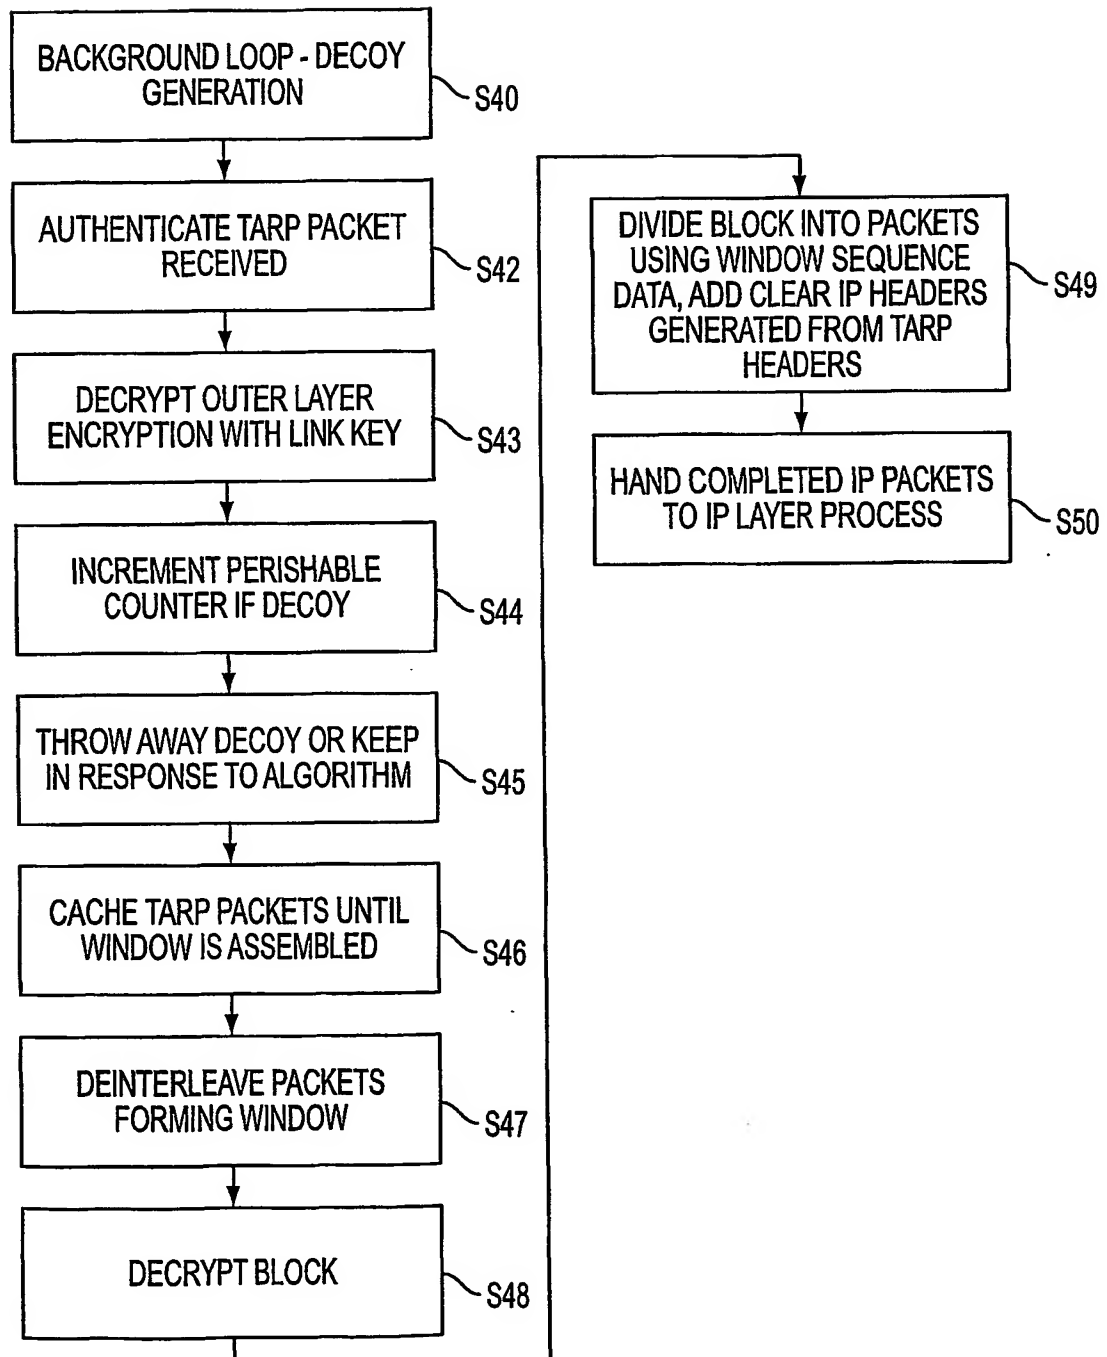 BACKGROUND LOOP - DECOY
GENERATION
S40
AUTHENTICATE TARP PACKET
RECEIVED
S42
DECRYPT OUTER LAYER
ENCRYPTION WITH LINK KEY
S43
INCREMENT PERISHABLE
COUNTER IF DECOY
S44
THROW AWAY DECOY OR KEEP
IN RESPONSE TO ALGORITHM
S45
CACHE TARP PACKETS UNTIL
WINDOW IS ASSEMBLED
S46
DEINTERLEAVE PACKETS
FORMING WINDOW
S47
DECRYPT BLOCK
S48
DIVIDE BLOCK INTO PACKETS
USING WINDOW SEQUENCE
DATA, ADD CLEAR IP HEADERS
GENERATED FROM TARP
HEADERS
S49
HAND COMPLETED IP PACKETS
TO IP LAYER PROCESS
S50